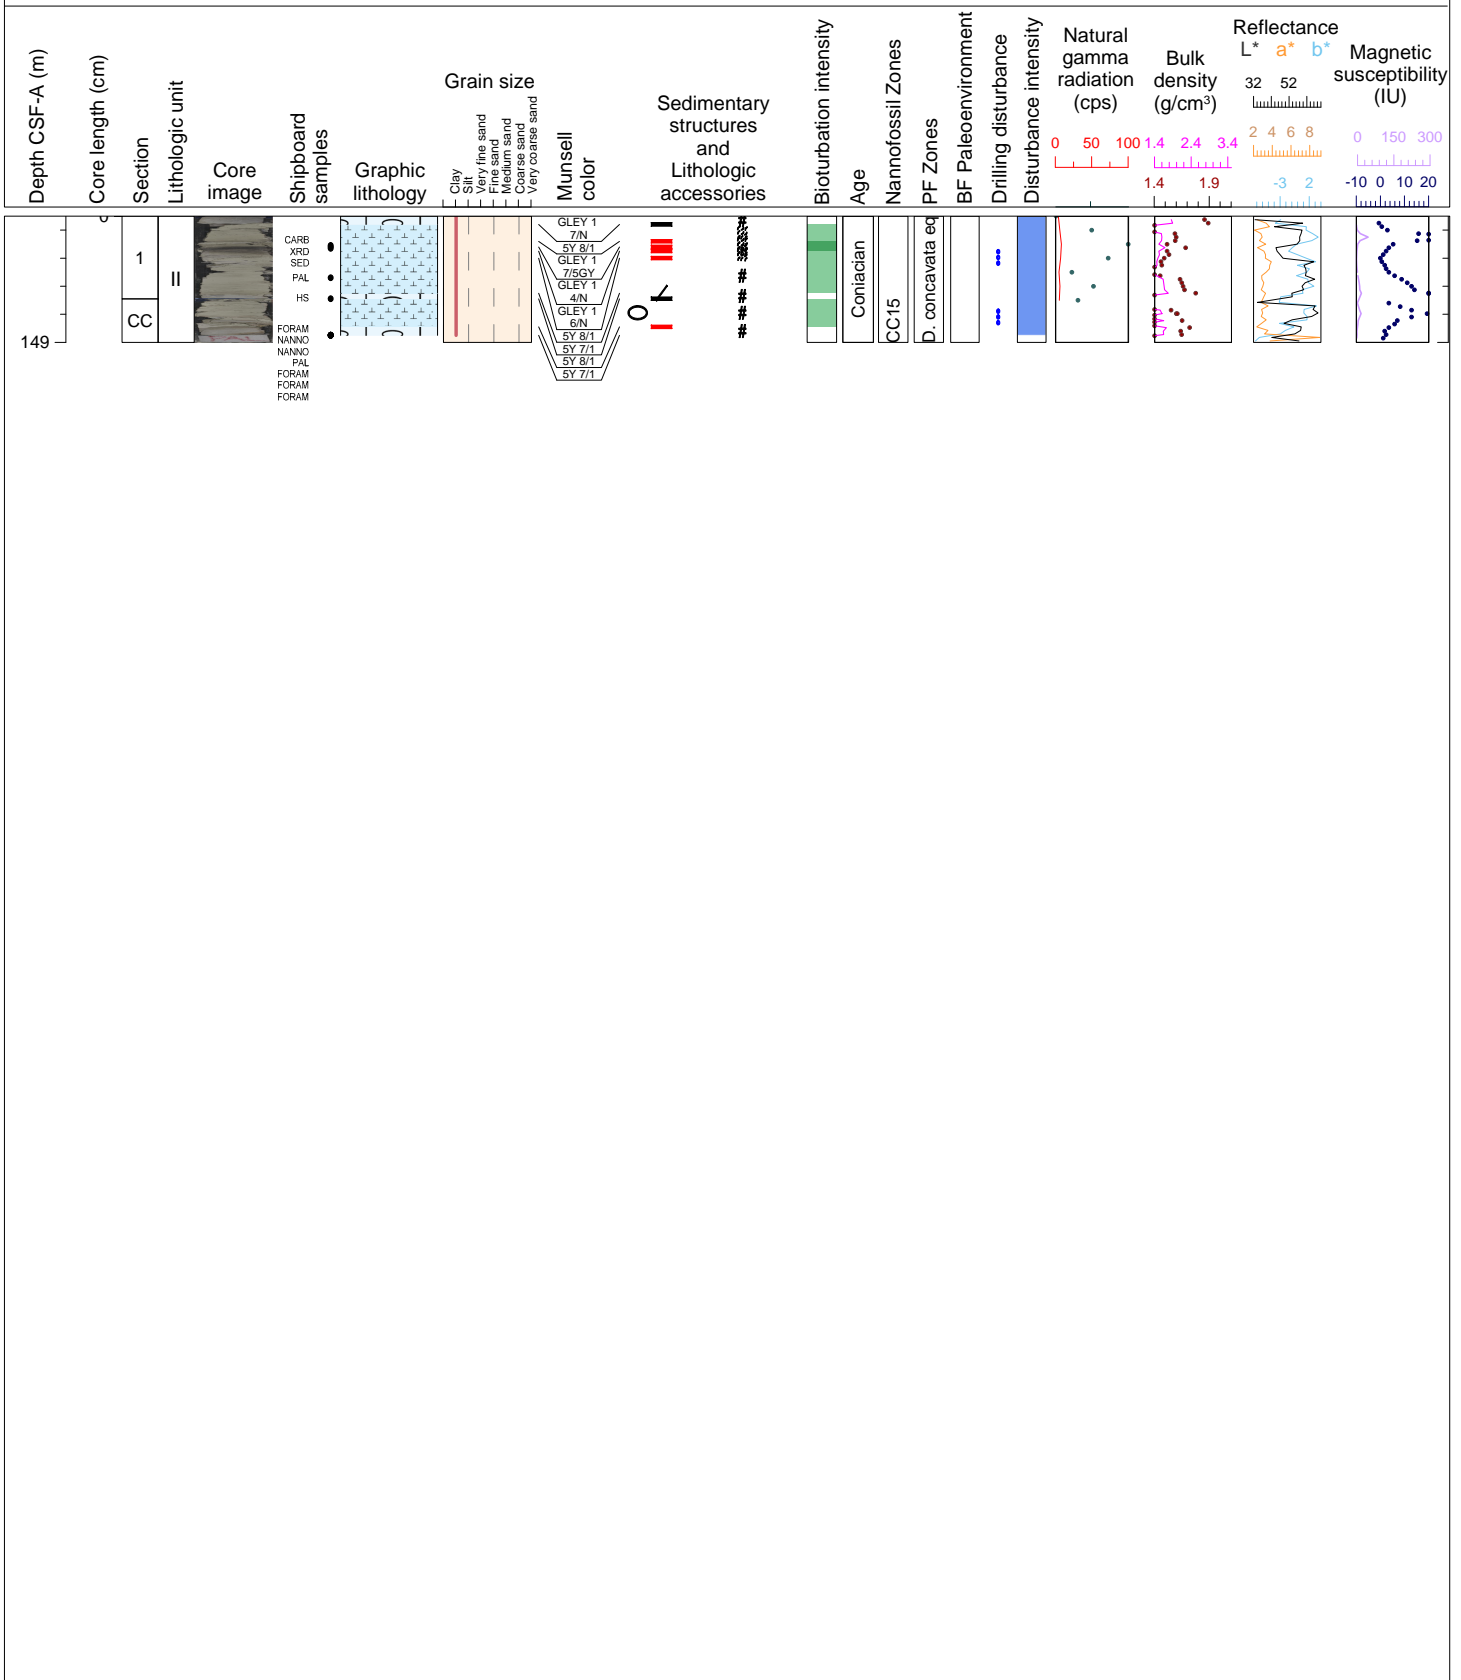 Depth CSF-A (m)
Core length (cm)
Section
Lithologic unit
Core
image
Shipboard
samples
Graphic
lithology
Grain size
Clay
Silt
Very fine sand
Fine sand
Medium sand
Coarse sand
Very coarse sand
Munsell
color
Sedimentary
structures
and
Lithologic
accessories
Bioturbation intensity
Age
Nannofossil Zones
PF Zones
BF Paleoenvironment
Drilling disturbance
Disturbance intensity
Natural
gamma
radiation
(cps)
0 50 100
Bulk
density
(g/cm³)
1.4 2.4 3.4
1.4 1.9
Reflectance
L* a* b*
32 52
2 4 6 8
-3 2
Magnetic
susceptibility
(IU)
0 150 300
-10 0 10 20
0
149
1
CC
II
CARB
XRD
SED
PAL
HS
FORAM
NANNO
NANNO
PAL
FORAM
FORAM
FORAM
GLEY 1
7/N
5Y 8/1
GLEY 1
7/5GY
GLEY 1
4/N
GLEY 1
6/N
5Y 8/1
5Y 7/1
5Y 8/1
5Y 7/1
Coniacian
CC15
D. concavata eq